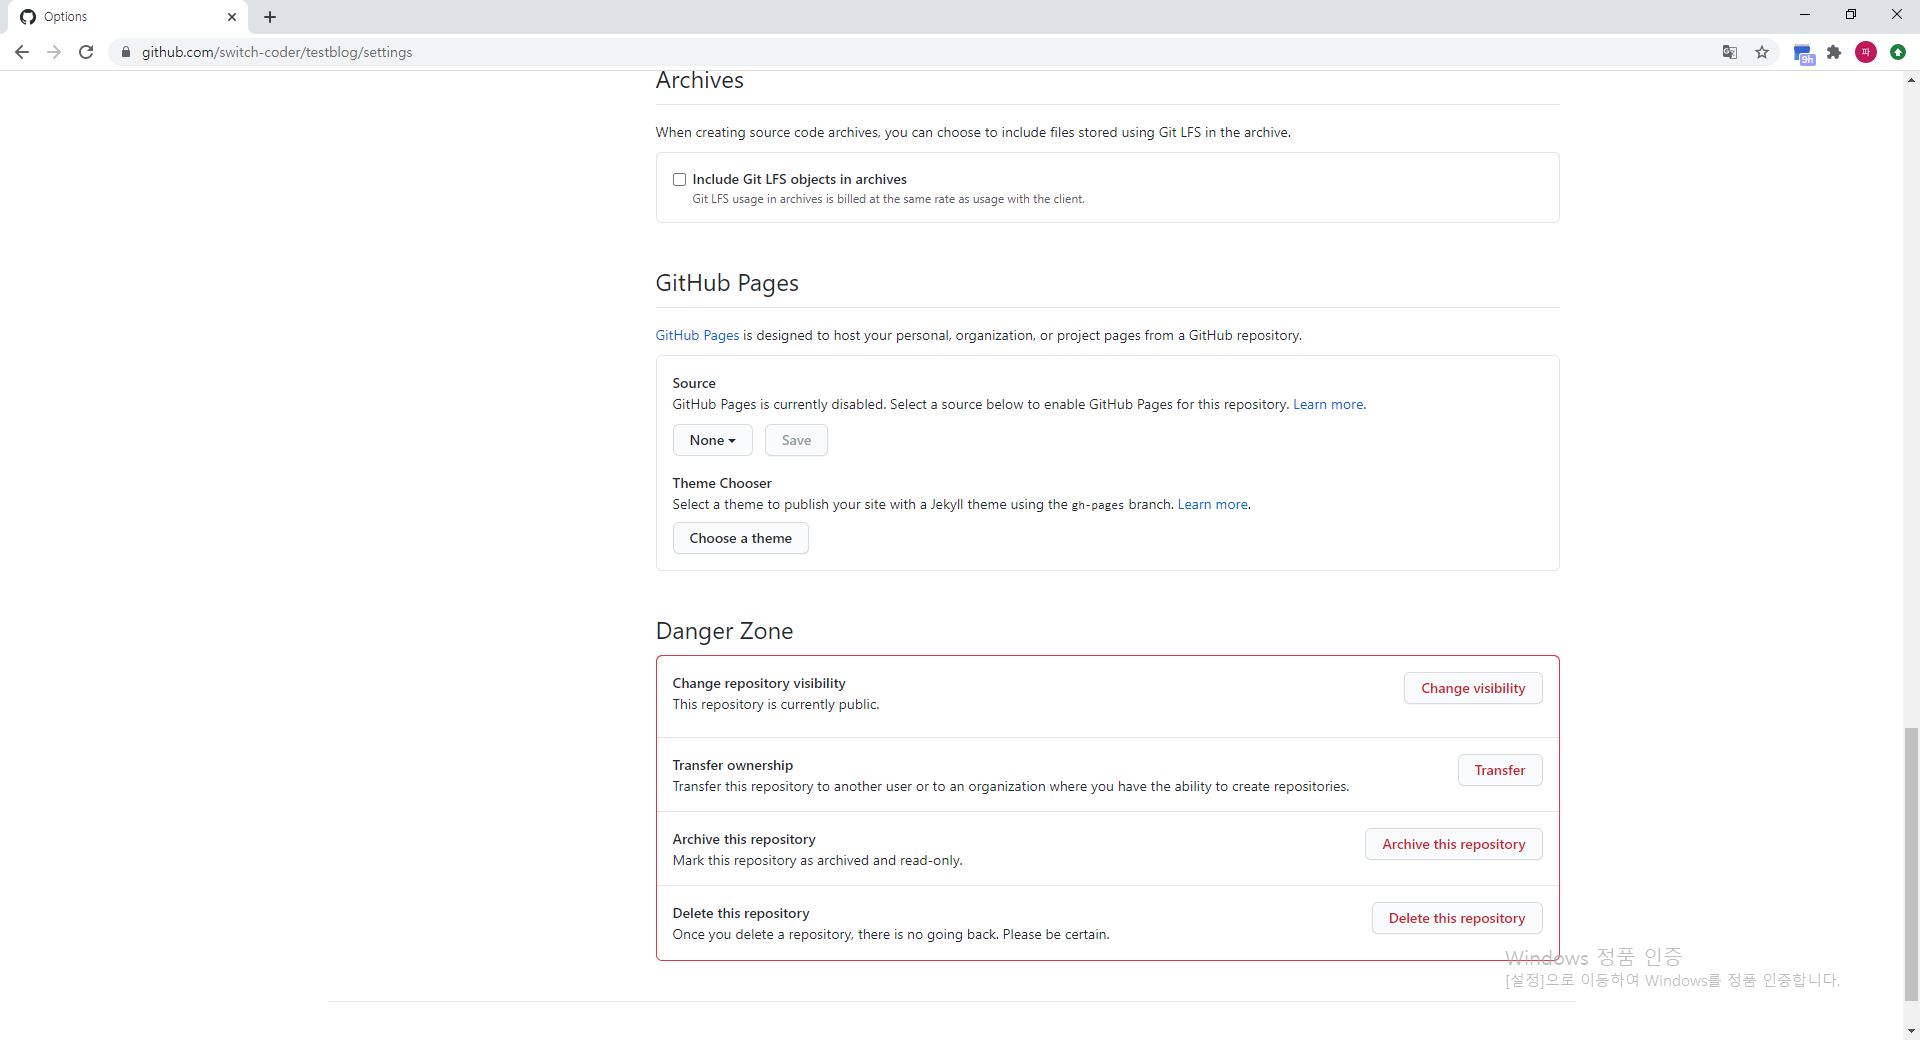 Options
github.com/switch-coder/testblog/settings
9h
파
Archives
When creating source code archives, you can choose to include files stored using Git LFS in the archive.
Include Git LFS objects in archives
Git LFS usage in archives is billed at the same rate as usage with the client.
GitHub Pages
GitHub Pages is designed to host your personal, organization, or project pages from a GitHub repository.
Source
GitHub Pages is currently disabled. Select a source below to enable GitHub Pages for this repository. Learn more.
None Save
Theme Chooser
Select a theme to publish your site with a Jekyll theme using the gh-pages branch. Learn more.
Choose a theme
Danger Zone
Change repository visibility
This repository is currently public.
Change visibility
Transfer ownership
Transfer this repository to another user or to an organization where you have the ability to create repositories.
Transfer
Archive this repository
Mark this repository as archived and read-only.
Archive this repository
Delete this repository
Once you delete a repository, there is no going back. Please be certain.
Delete this repository
Windows 정품 인증
[설정]으로 이동하여 Windows를 정품 인증합니다.